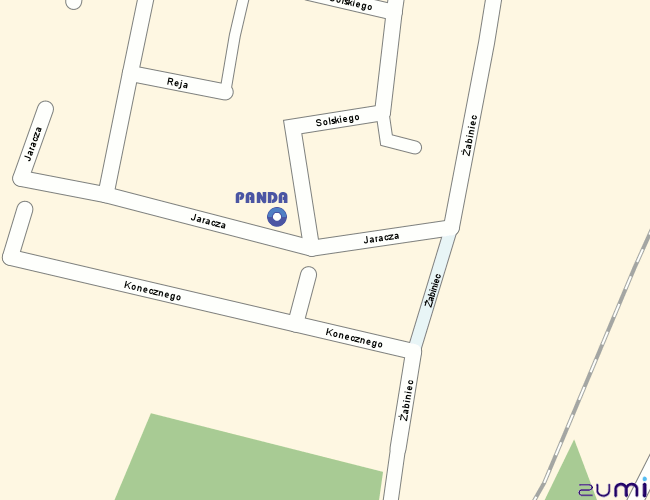 Solskiego
Reja
Solskiego
Żabiniec
Jaracza
PANDA
Jaracza
Jaracza
Żabiniec
Konecznego
Konecznego
Żabiniec
zumi